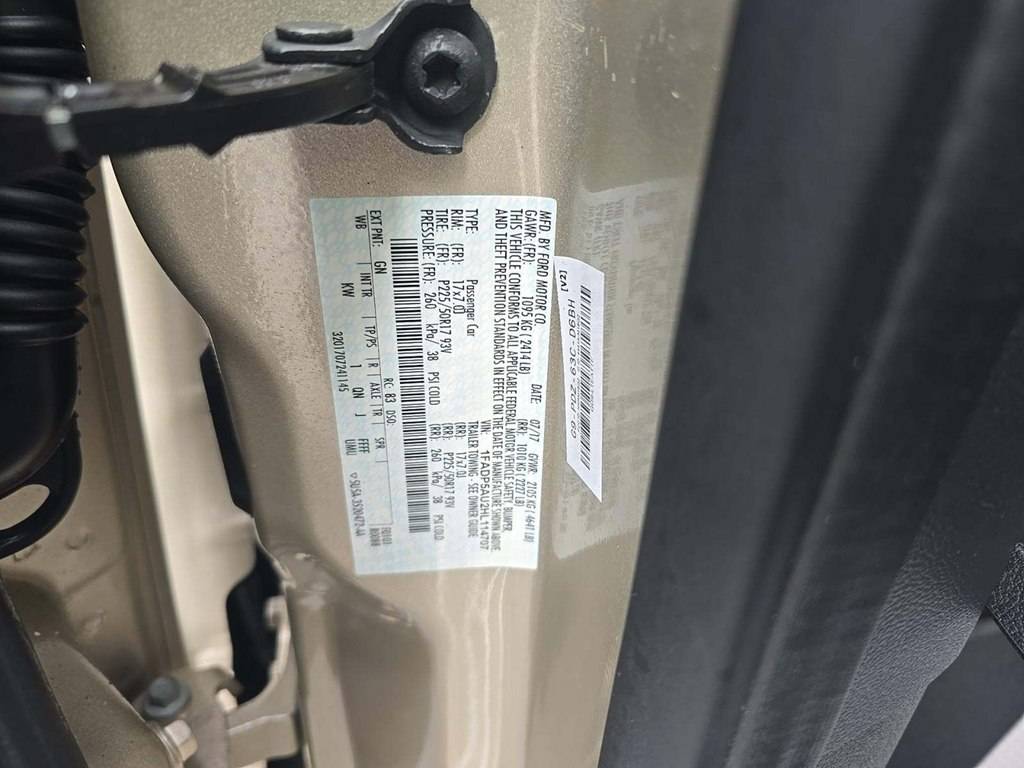 MFD. BY FORD MOTOR CO.
DATE: 07/17 GVWR: 2105 KG ( 4641 LB)
GAWR: (FR): 1095 KG ( 2414 LB) (RR): 1010 KG ( 2227 LB)
THIS VEHICLE CONFORMS TO ALL APPLICABLE FEDERAL MOTOR VEHICLE SAFETY, BUMPER,
AND THEFT PREVENTION STANDARDS IN EFFECT ON THE DATE OF MANUFACTURE SHOWN ABOVE.
VIN: 1FADP5AU2HL114707
TYPE: Passenger Car TRAILER TOWING - SEE OWNER GUIDE
RIM: (FR): 17x7.0J (RR): 17x7.0J
TIRE: (FR): P225/50R17 93V (RR): P225/50R17 93V
PRESSURE: (FR): 260 kPa/ 38 PSI COLD (RR): 260 kPa/ 38 PSI COLD
RC: 83 DSO:
EXT PNT: GN
WB INT TR TP/PS R AXLE TR SPR
KW 1 QN J FFF UMU
3201707241145